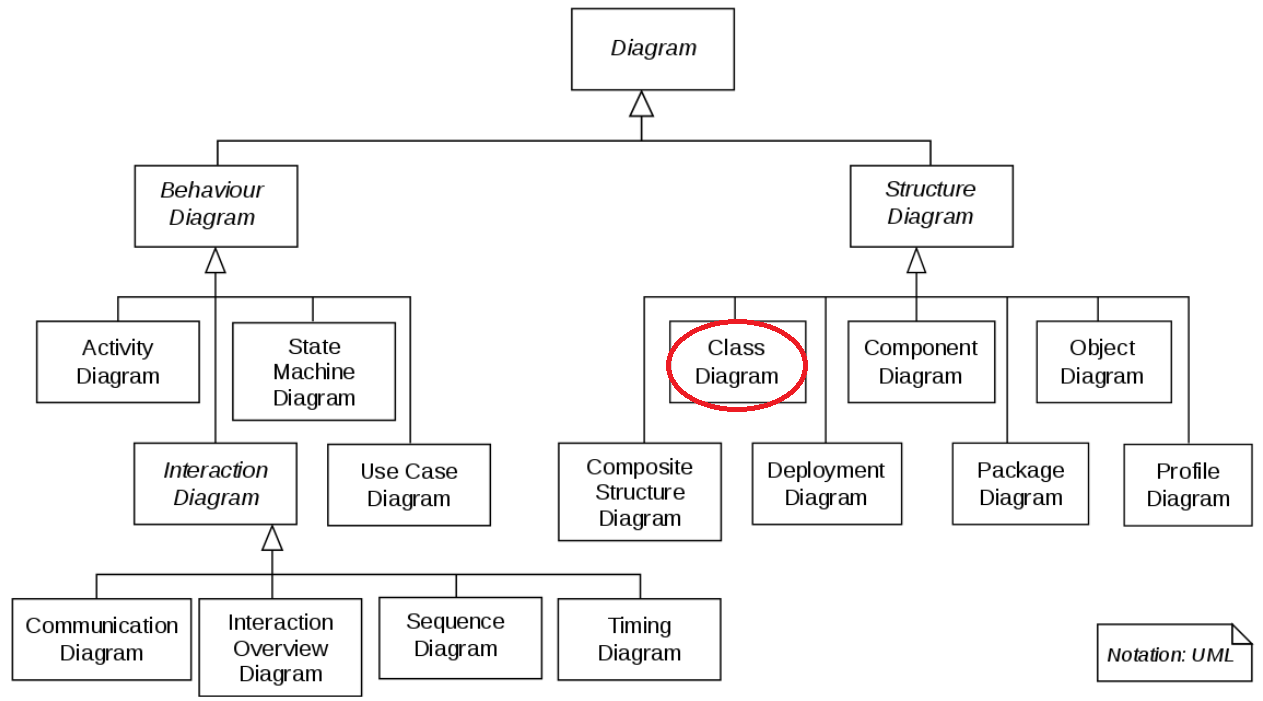 Diagram
Behaviour
Diagram
Structure
Diagram
Activity
Diagram
State
Machine
Diagram
Class
Diagram
Component
Diagram
Object
Diagram
Interaction
Diagram
Use Case
Diagram
Composite
Structure
Diagram
Deployment
Diagram
Package
Diagram
Profile
Diagram
Communication
Diagram
Interaction
Overview
Diagram
Sequence
Diagram
Timing
Diagram
Notation: UML